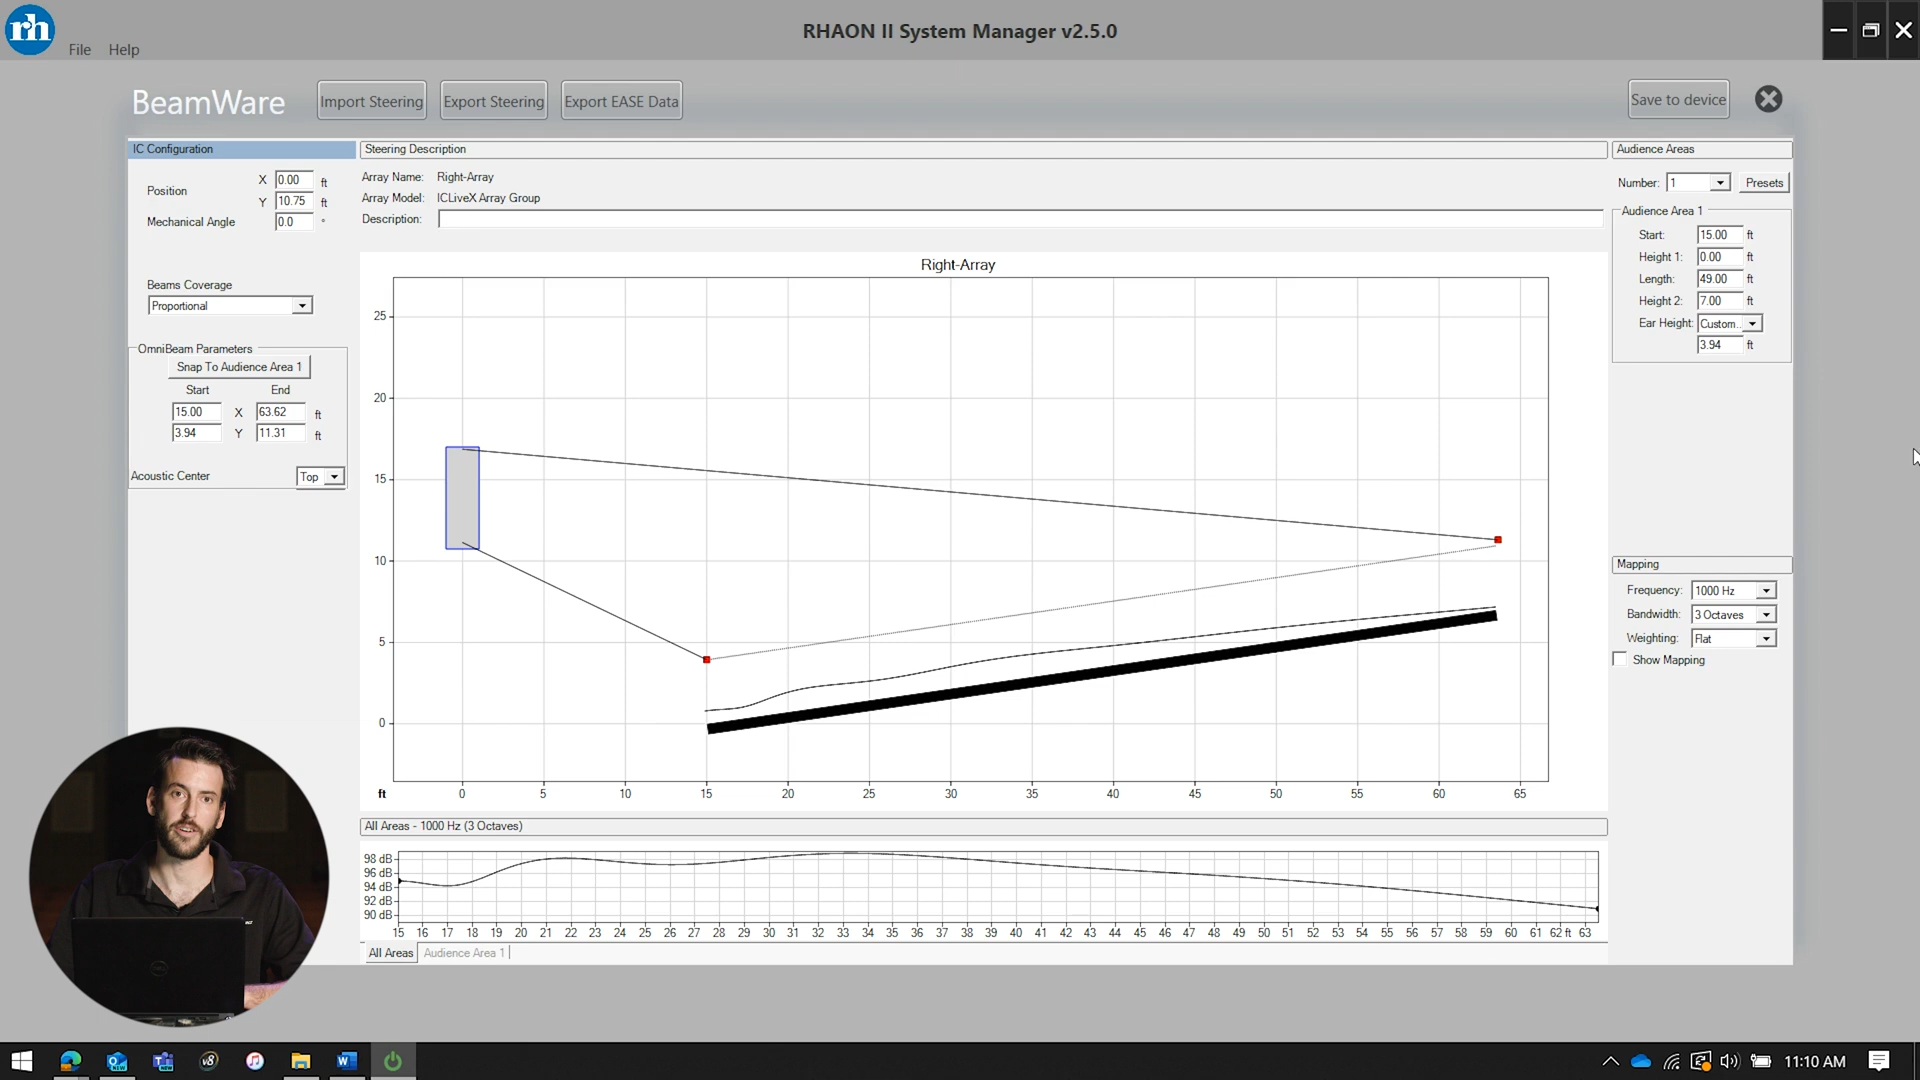 rh
File Help
RHAON II System Manager v2.5.0
BeamWare
Import Steering
Export Steering
Export EASE Data
Save to device
IC Configuration
Position X 0.00 ft
Y 10.75 ft
Mechanical Angle 0.0 °
Beams Coverage
Proportional
OmniBeam Parameters
Snap To Audience Area 1
Start End
15.00 X 63.62 ft
3.94 Y 11.31 ft
Acoustic Center Top
Steering Description
Array Name: Right-Array
Array Model: ICLiveX Array Group
Description:
Right-Array
25
20
15
10
5
0
ft 0 5 10 15 20 25 30 35 40 45 50 55 60 65
All Areas - 1000 Hz (3 Octaves)
98 dB
96 dB
94 dB
92 dB
90 dB
15 16 17 18 19 20 21 22 23 24 25 26 27 28 29 30 31 32 33 34 35 36 37 38 39 40 41 42 43 44 45 46 47 48 49 50 51 52 53 54 55 56 57 58 59 60 61 62 ft 63
All Areas Audience Area 1
Audience Areas
Number: 1 Presets
Audience Area 1
Start: 15.00 ft
Height 1: 0.00 ft
Length: 49.00 ft
Height 2: 7.00 ft
Ear Height: Custom..
3.94 ft
Mapping
Frequency: 1000 Hz
Bandwidth: 3 Octaves
Weighting: Flat
Show Mapping
NEW
NEW
v8
W
11:10 AM